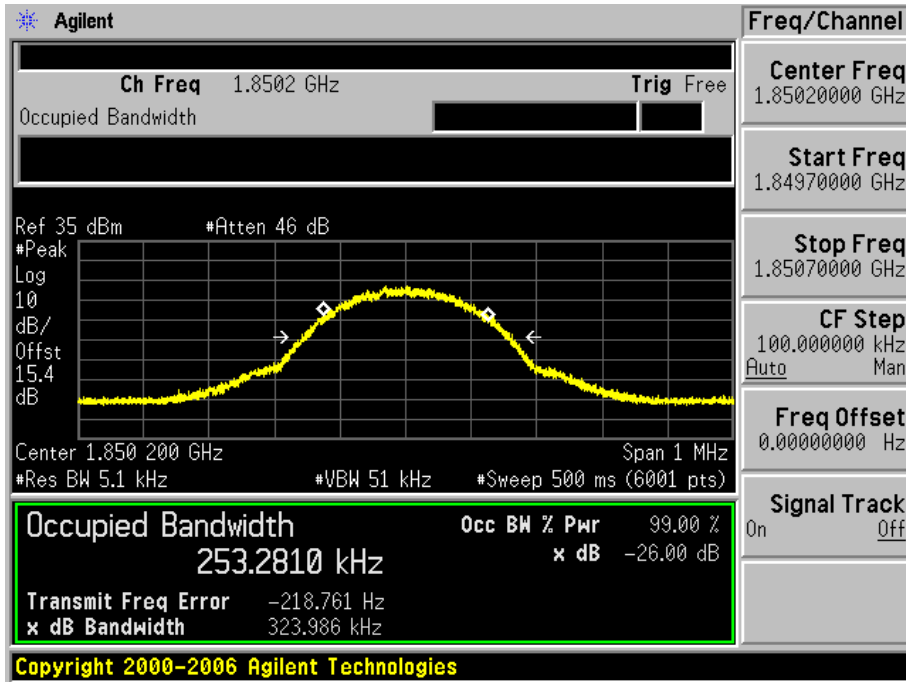 Agilent
Freq/Channel
Ch Freq 1.8502 GHz Trig Free
Occupied Bandwidth
Center Freq
1.85020000 GHz
Start Freq
1.84970000 GHz
Stop Freq
1.85070000 GHz
CF Step
100.000000 kHz
Auto Man
Freq Offset
0.00000000 Hz
Signal Track
On Off
Ref 35 dBm #Atten 46 dB
#Peak
Log
10
dB/
Offst
15.4
dB
Center 1.850 200 GHz Span 1 MHz
#Res BW 5.1 kHz #VBW 51 kHz #Sweep 500 ms (6001 pts)
Occupied Bandwidth Occ BW % Pwr 99.00 %
253.2810 kHz x dB -26.00 dB
Transmit Freq Error -218.761 Hz
x dB Bandwidth 323.986 kHz
Copyright 2000-2006 Agilent Technologies